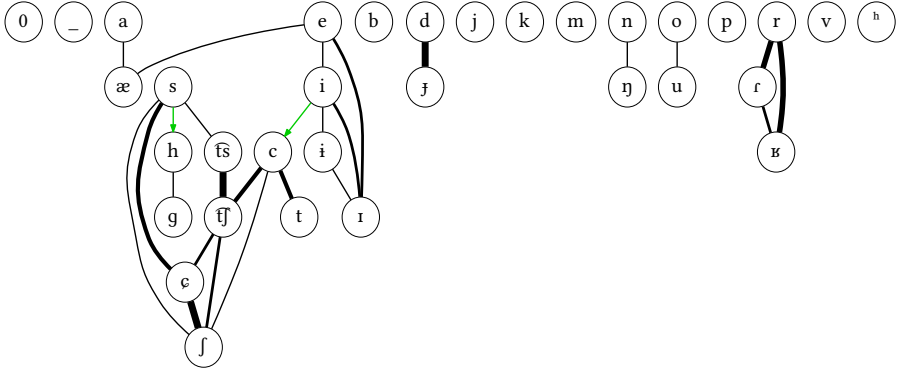 0 _ a e b d j k m n o p r v ʰ
æ s i ɟ ŋ u ɾ
h t͡s c ɨ ʁ
g t͡ʃ t ɪ
ɕ
ʃ